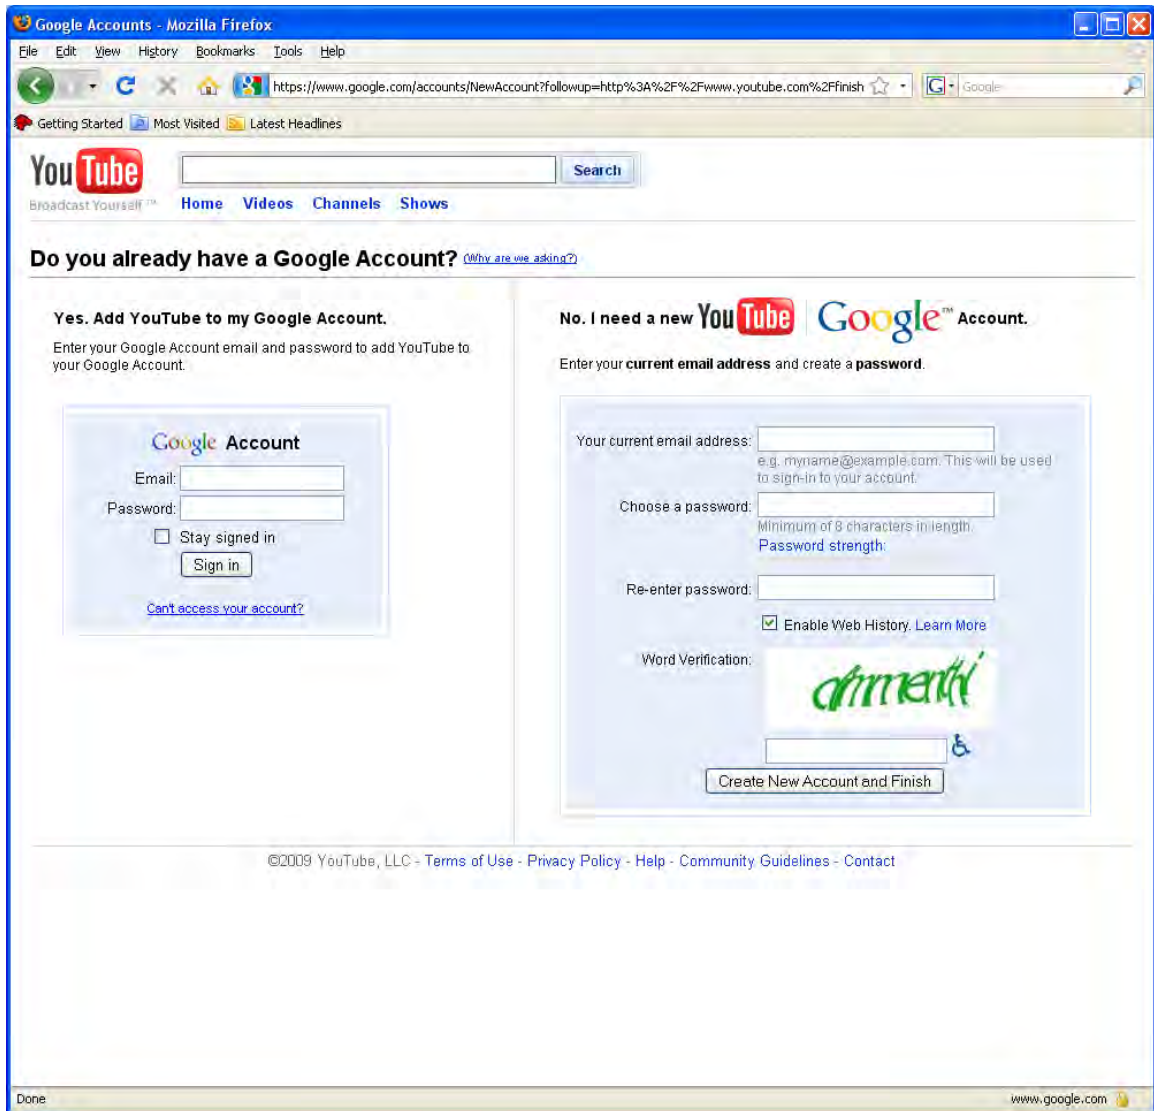 Google Accounts - Mozilla Firefox
File Edit View History Bookmarks Tools Help
https://www.google.com/accounts/NewAccount?followup=http%3A%2F%2Fwww.youtube.com%2Ffinish
G Google
Getting Started Most Visited Latest Headlines
YouTube Search
Broadcast Yourself ™ Home Videos Channels Shows
Do you already have a Google Account? (Why are we asking?)
Yes. Add YouTube to my Google Account.
Enter your Google Account email and password to add YouTube to
your Google Account.
Google Account
Email:
Password:
Stay signed in
Sign in
Can't access your account?
No. I need a new YouTube Google™ Account.
Enter your current email address and create a password.
Your current email address:
e.g. myname@example.com. This will be used
to sign-in to your account.
Choose a password:
Minimum of 8 characters in length.
Password strength:
Re-enter password:
Enable Web History. Learn More
Word Verification:
Create New Account and Finish
©2009 YouTube, LLC - Terms of Use - Privacy Policy - Help - Community Guidelines - Contact
Done www.google.com